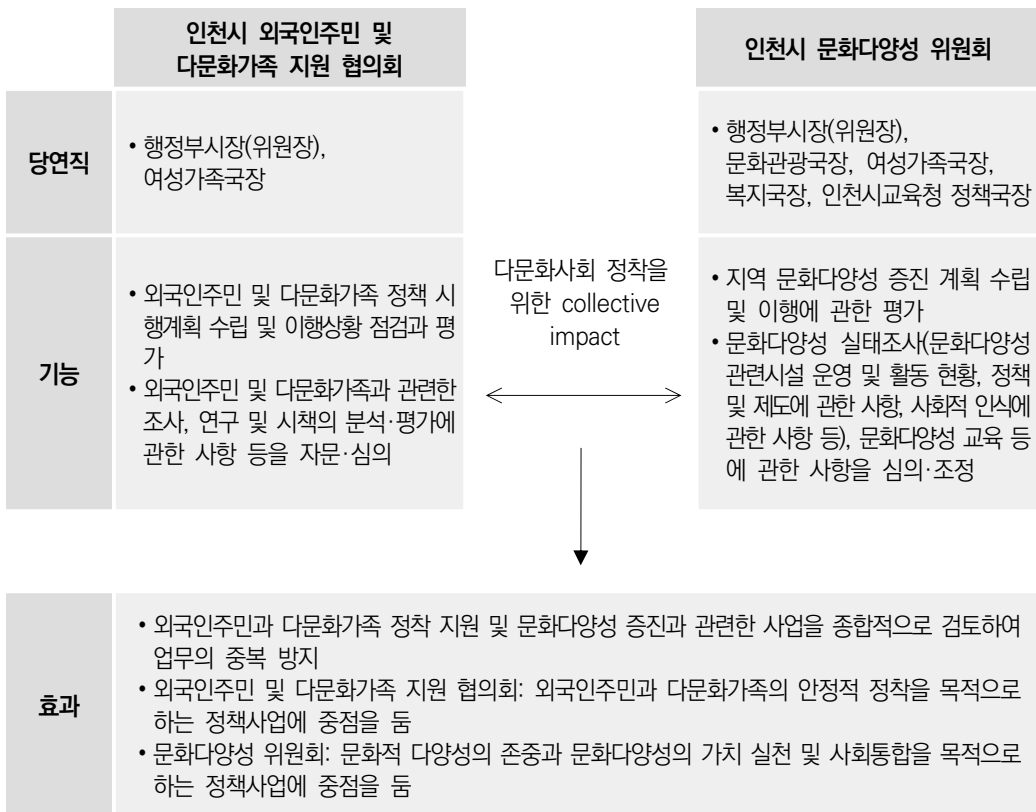 인천시 외국인주민 및
다문화가족 지원 협의회
인천시 문화다양성 위원회
당연직
• 행정부시장(위원장),
여성가족국장
• 행정부시장(위원장),
문화관광국장, 여성가족국장,
복지국장, 인천시교육청 정책국장
기능
• 외국인주민 및 다문화가족 정책 시
행계획 수립 및 이행상황 점검과 평
가
• 외국인주민 및 다문화가족과 관련한
조사, 연구 및 시책의 분석·평가에
관한 사항 등을 자문·심의
다문화사회 정착을
위한 collective
impact
• 지역 문화다양성 증진 계획 수립
및 이행에 관한 평가
• 문화다양성 실태조사(문화다양성
관련시설 운영 및 활동 현황, 정책
및 제도에 관한 사항, 사회적 인식에
관한 사항 등), 문화다양성 교육 등
에 관한 사항을 심의·조정
효과
• 외국인주민과 다문화가족 정착 지원 및 문화다양성 증진과 관련한 사업을 종합적으로 검토하여
업무의 중복 방지
• 외국인주민 및 다문화가족 지원 협의회: 외국인주민과 다문화가족의 안정적 정착을 목적으로
하는 정책사업에 중점을 둠
• 문화다양성 위원회: 문화적 다양성의 존중과 문화다양성의 가치 실천 및 사회통합을 목적으로
하는 정책사업에 중점을 둠